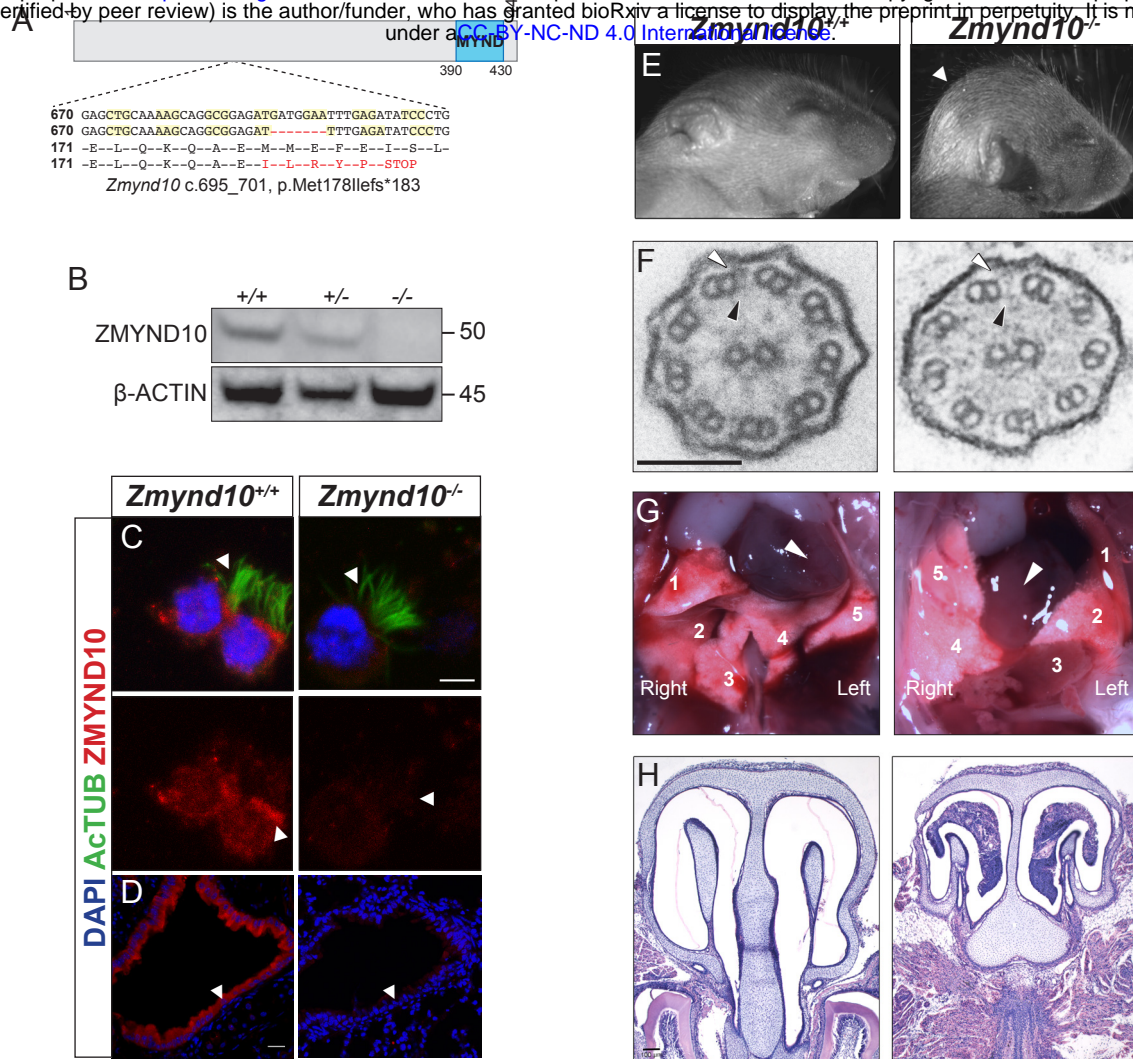 entified by peer review) is the author/funder, who has granted bioRxiv a license to display the preprint in perpetuity. It is n
under aCC-BY-NC-ND 4.0 International license.
A
1
MYND
390
430
670 GAGCTGCAAAAGCAGGCGGAGATGATGGAATTTGAGATATCCCTG
670 GAGCTGCAAAAGCAGGCGGAGAT-------TTTGAGATATCCCTG
171 -E--L--Q--K--Q--A--E--M--M--E--F--E--I--S--L-
171 -E--L--Q--K--Q--A--E--I--L--R--Y--P--STOP
Zmynd10 c.695_701, p.Met178Ilefs*183
B
+/+ +/- -/-
ZMYND10
50
β-ACTIN
45
Zmynd10+/+
Zmynd10-/-
DAPI AcTUB ZMYND10
C
D
Zmynd10+/+
Zmynd10-/-
E
F
G
1
2
3
4
5
Right
Left
5
4
1
2
3
Right
Left
H